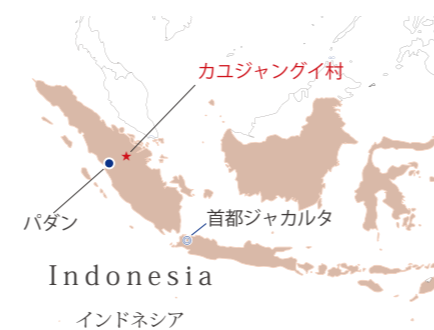 カユジャングイ村
パダン
首都ジャカルタ
Indonesia
インドネシア